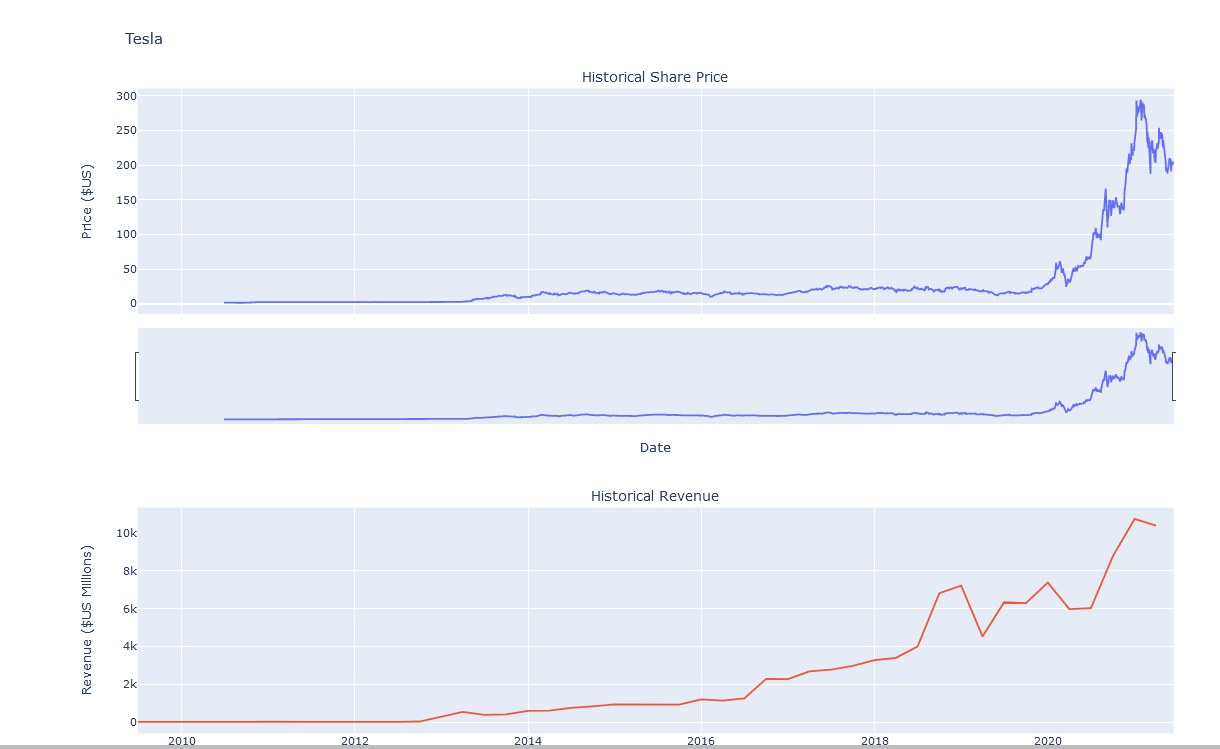 Tesla
Historical Share Price
300
250
200
150
100
50
0
Price ($US)
Date
Historical Revenue
10k
8k
6k
4k
2k
0
Revenue ($US Millions)
2010 2012 2014 2016 2018 2020